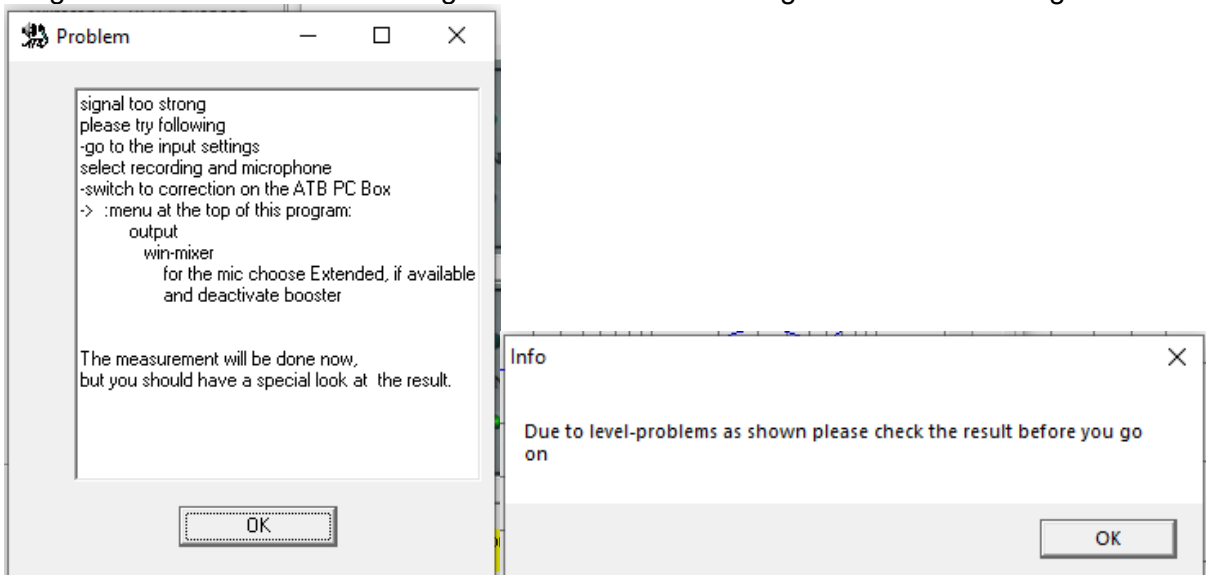 Problem
signal too strong
please try following
-go to the input settings
select recording and microphone
-switch to correction on the ATB PC Box
-> :menu at the top of this program:
output
win-mixer
for the mic choose Extended, if available
and deactivate booster
The measurement will be done now,
but you should have a special look at the result.
OK
Info
Due to level-problems as shown please check the result before you go
on
OK